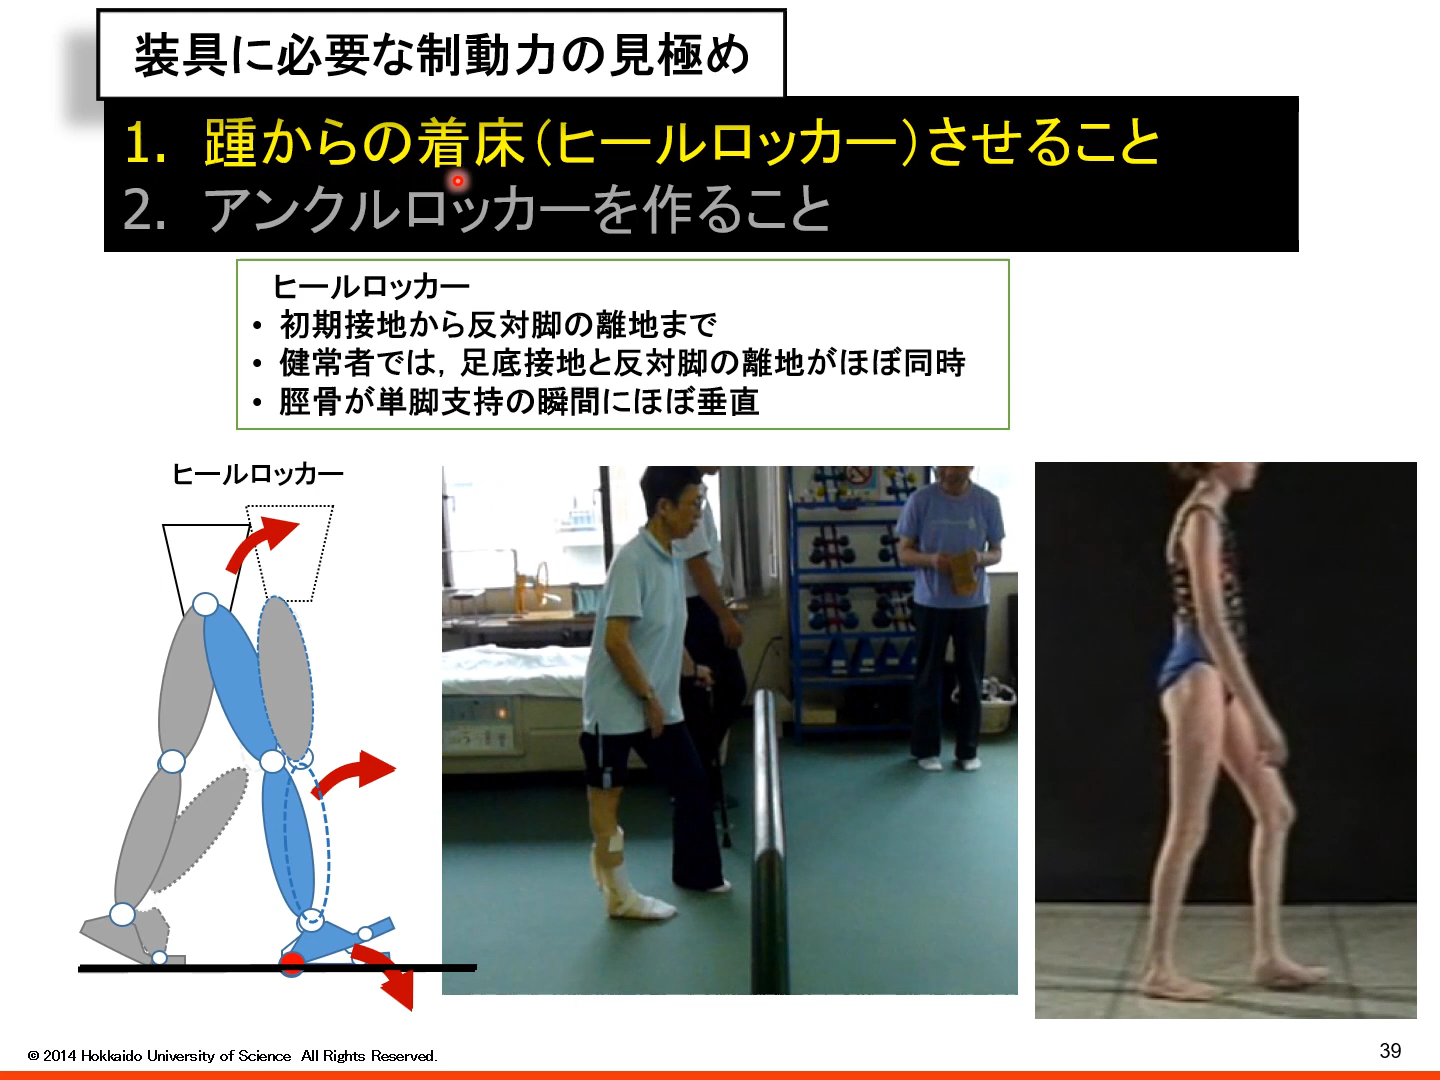 装具に必要な制動力の見極め
1. 踵からの着床(ヒールロッカー)させること
2. アンクルロッカーを作ること
ヒールロッカー
• 初期接地から反対脚の離地まで
• 健常者では，足底接地と反対脚の離地がほぼ同時
• 脛骨が単脚支持の瞬間にほぼ垂直
ヒールロッカー
© 2014 Hokkaido University of Science All Rights Reserved.
39